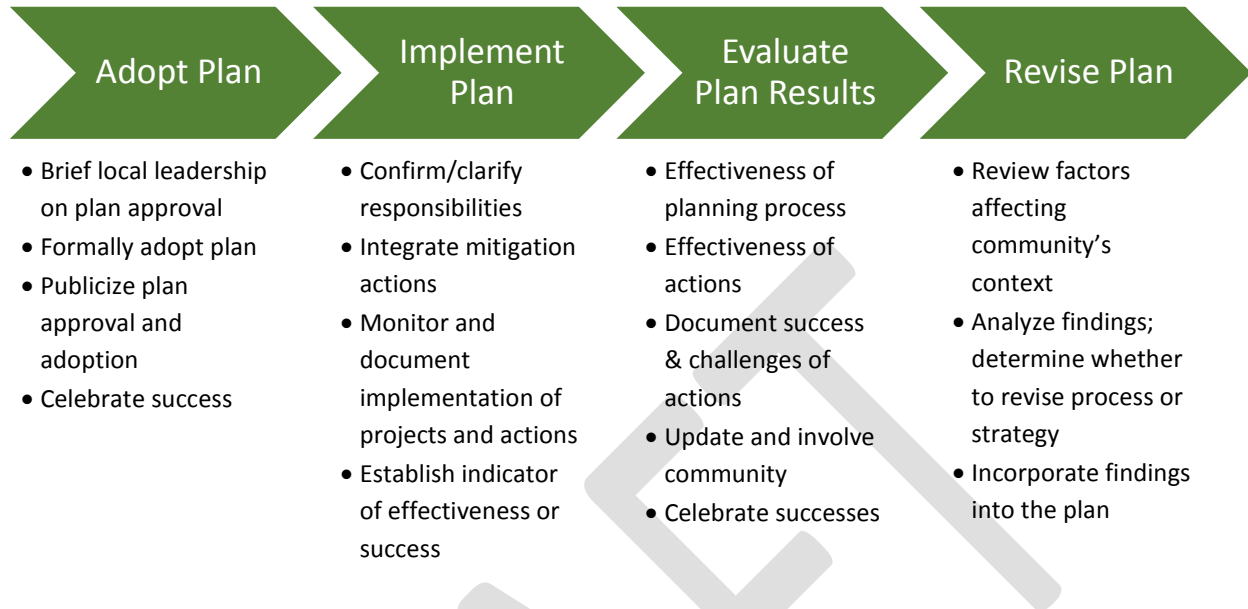 Adopt Plan
• Brief local leadership
on plan approval
• Formally adopt plan
• Publicize plan
approval and
adoption
• Celebrate success
Implement
Plan
• Confirm/clarify
responsibilities
• Integrate mitigation
actions
• Monitor and
document
implementation of
projects and actions
• Establish indicator
of effectiveness or
success
Evaluate
Plan Results
• Effectiveness of
planning process
• Effectiveness of
actions
• Document success
& challenges of
actions
• Update and involve
community
• Celebrate successes
Revise Plan
• Review factors
affecting
community’s
context
• Analyze findings;
determine whether
to revise process or
strategy
• Incorporate findings
into the plan